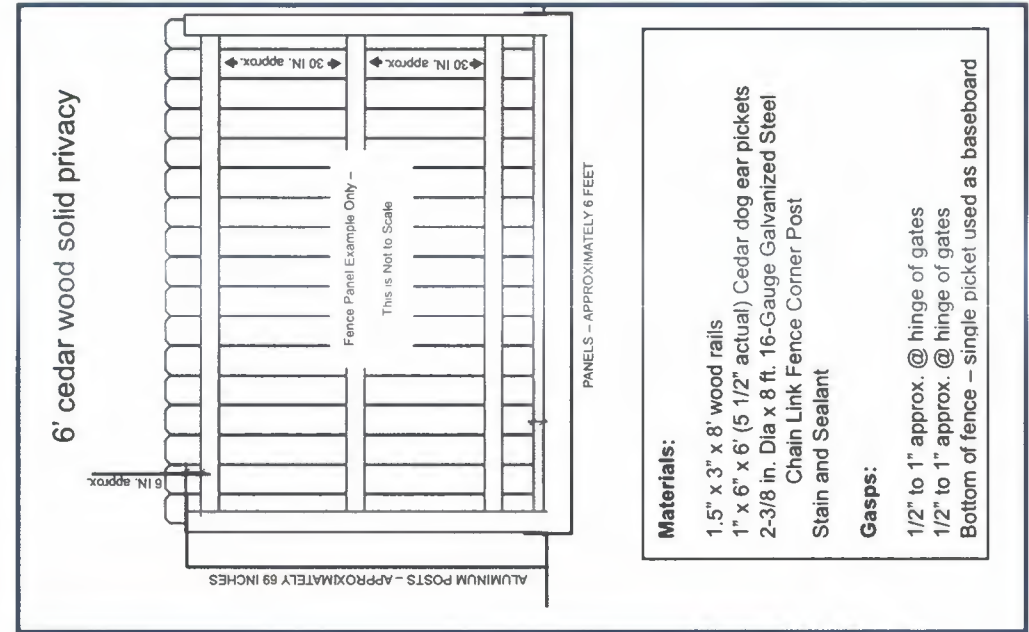 6' cedar wood solid privacy
6 IN. approx.
30 IN. approx.
30 IN. approx.
Fence Panel Example Only –
This is Not to Scale
ALUMINUM POSTS – APPROXIMATELY 69 INCHES
PANELS – APPROXIMATELY 6 FEET
Materials:
1.5" x 3" x 8' wood rails
1" x 6" x 6' (5 1/2" actual) Cedar dog ear pickets
2-3/8 in. Dia x 8 ft. 16-Gauge Galvanized Steel
Chain Link Fence Corner Post
Stain and Sealant
Gasps:
1/2" to 1" approx. @ hinge of gates
1/2" to 1" approx. @ hinge of gates
Bottom of fence – single picket used as baseboard